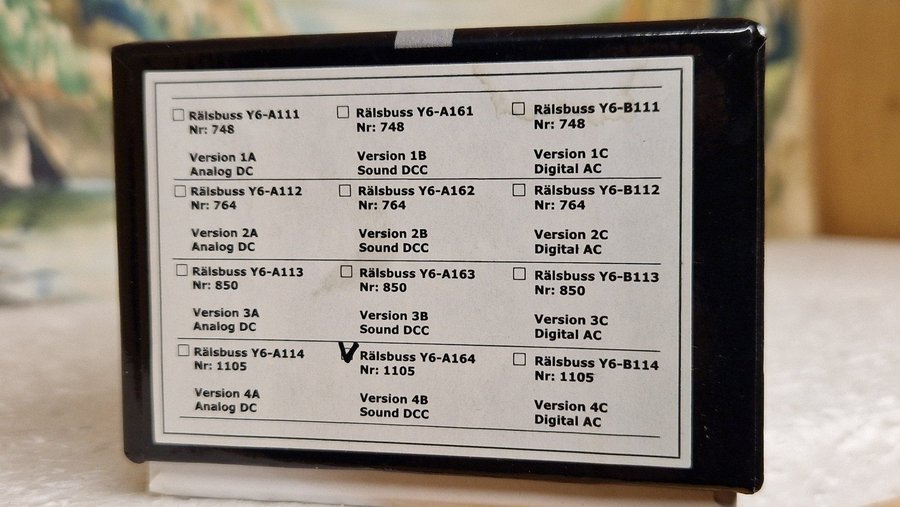 Rälsbuss Y6-A111
Nr: 748
Version 1A
Analog DC
Rälsbuss Y6-A161
Nr: 748
Version 1B
Sound DCC
Rälsbuss Y6-B111
Nr: 748
Version 1C
Digital AC
Rälsbuss Y6-A112
Nr: 764
Version 2A
Analog DC
Rälsbuss Y6-A162
Nr: 764
Version 2B
Sound DCC
Rälsbuss Y6-B112
Nr: 764
Version 2C
Digital AC
Rälsbuss Y6-A113
Nr: 850
Version 3A
Analog DC
Rälsbuss Y6-A163
Nr: 850
Version 3B
Sound DCC
Rälsbuss Y6-B113
Nr: 850
Version 3C
Digital AC
Rälsbuss Y6-A114
Nr: 1105
Version 4A
Analog DC
Rälsbuss Y6-A164
Nr: 1105
Version 4B
Sound DCC
Rälsbuss Y6-B114
Nr: 1105
Version 4C
Digital AC